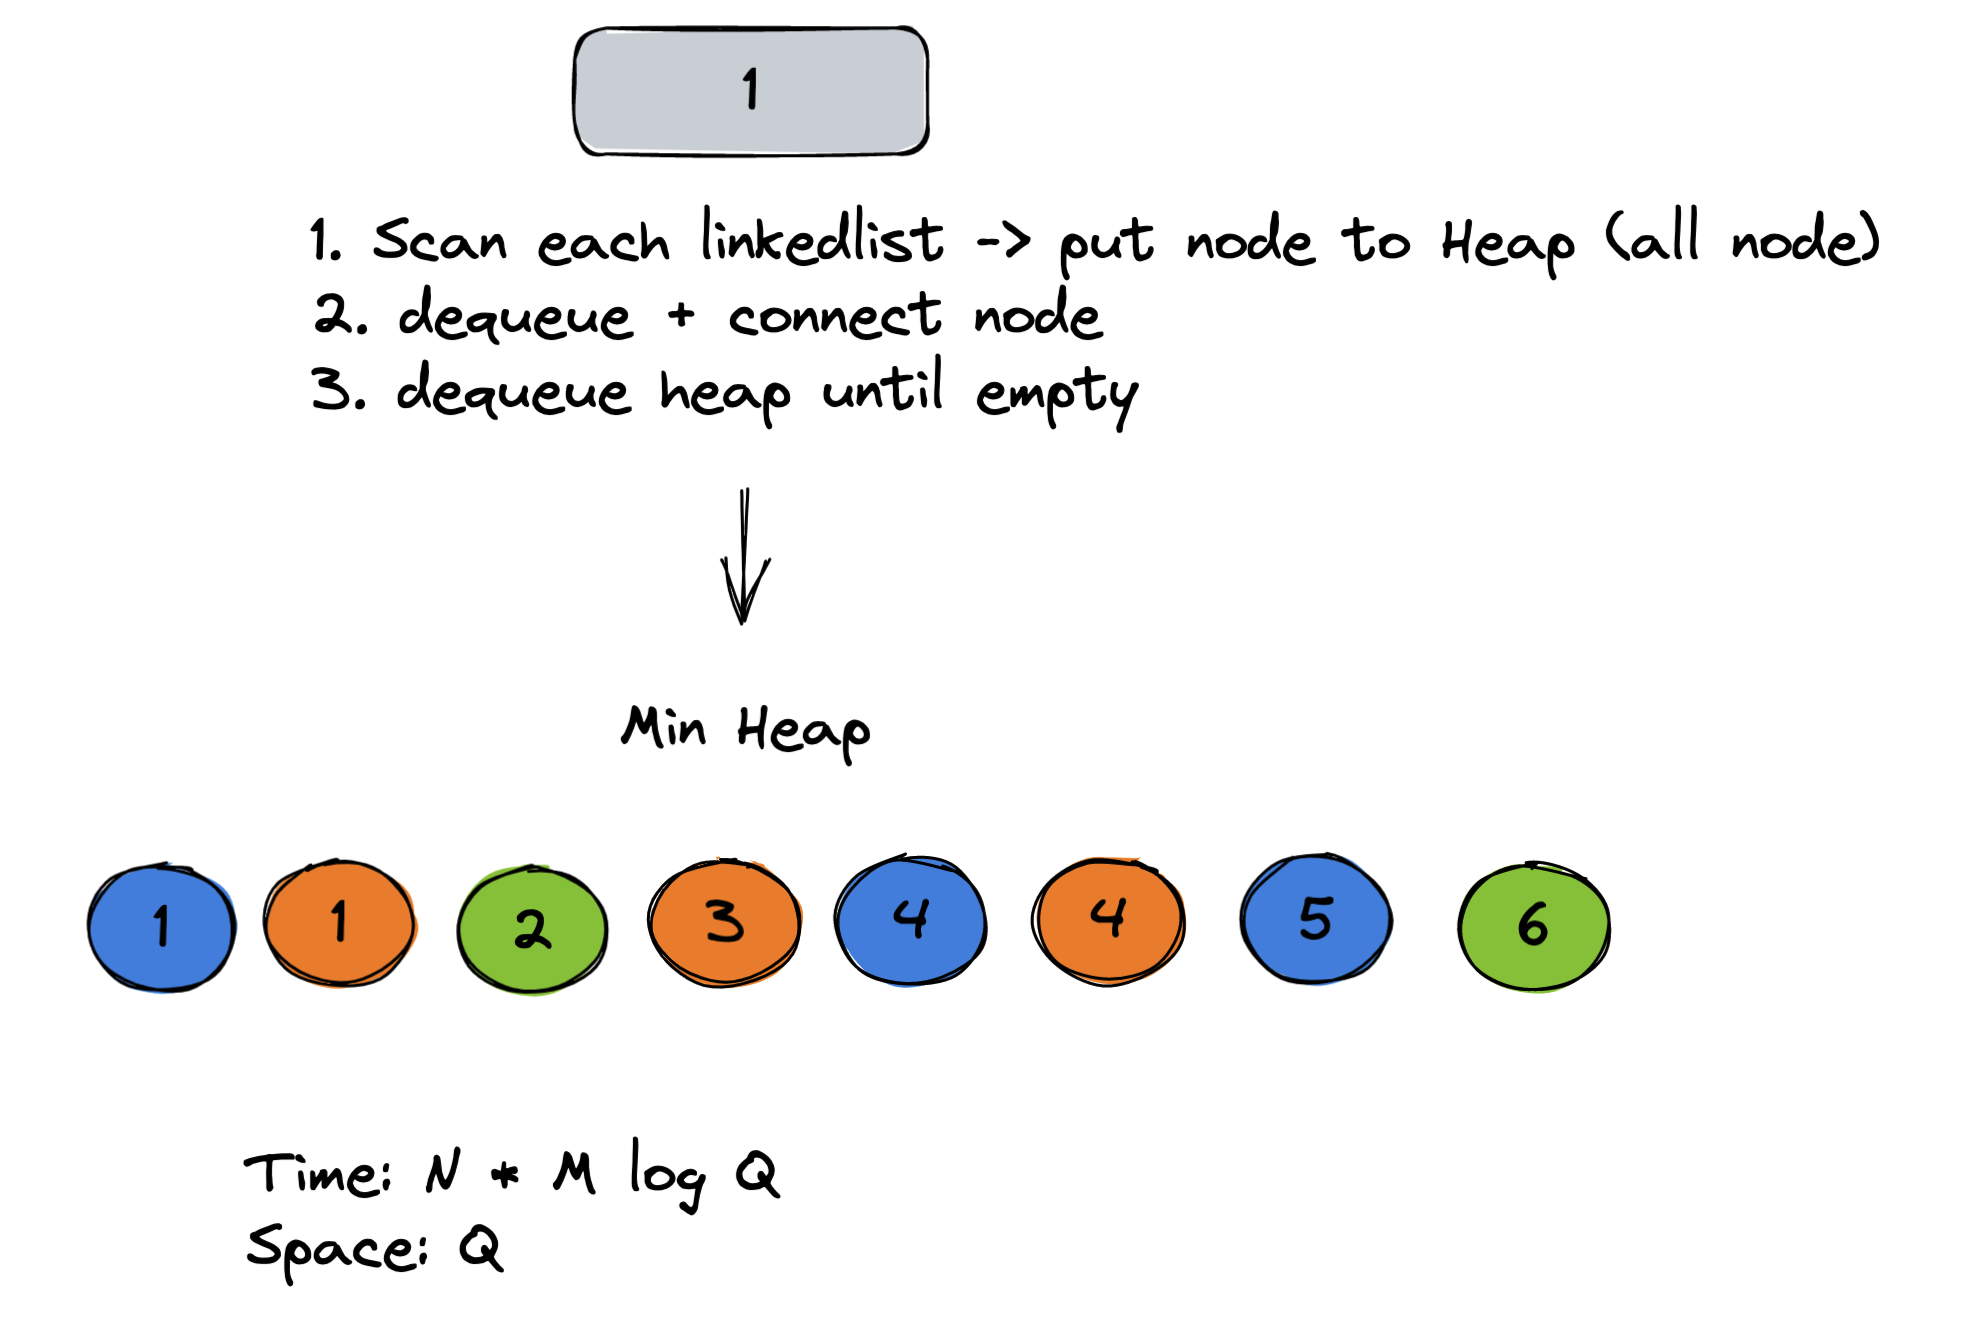 1
1. Scan each linkedlist -> put node to Heap (all node)
2. dequeue + connect node
3. dequeue heap until empty
Min Heap
1 1 2 3 4 4 5 6
Time: N * M log Q
Space: Q